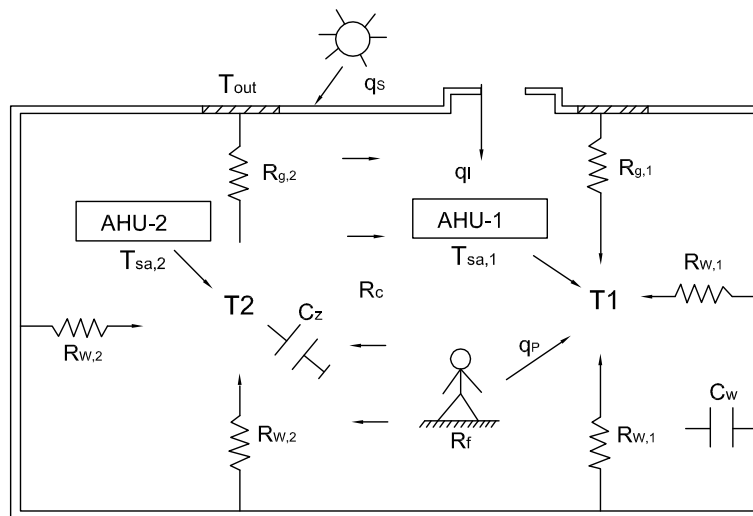 T_out
q_S
R_g,2
q_I
R_g,1
AHU-2
AHU-1
T_sa,2
T_sa,1
R_W,1
R_c
T2
T1
C_z
R_W,2
q_P
C_W
R_W,2
R_f
R_W,1